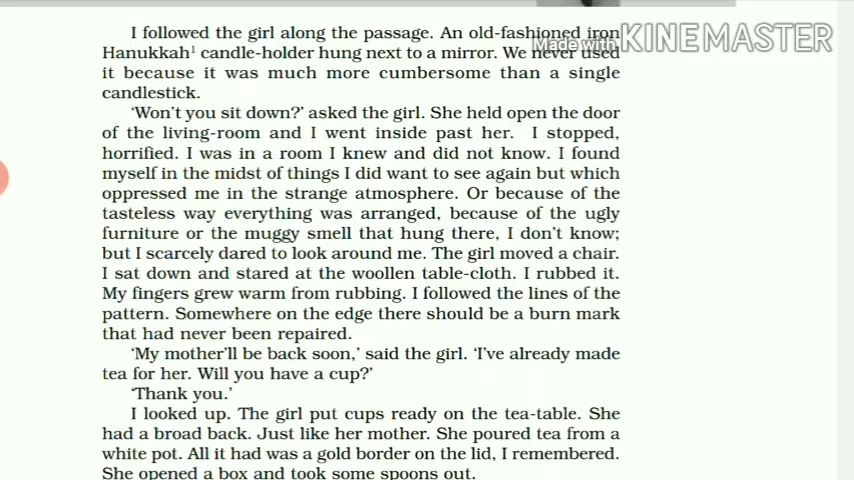 I followed the girl along the passage. An old-fashioned iron
Made with KINEMASTER
Hanukkah¹ candle-holder hung next to a mirror. We never used
it because it was much more cumbersome than a single
candlestick.
'Won't you sit down?' asked the girl. She held open the door
of the living-room and I went inside past her. I stopped,
horrified. I was in a room I knew and did not know. I found
myself in the midst of things I did want to see again but which
oppressed me in the strange atmosphere. Or because of the
tasteless way everything was arranged, because of the ugly
furniture or the muggy smell that hung there, I don't know;
but I scarcely dared to look around me. The girl moved a chair.
I sat down and stared at the woollen table-cloth. I rubbed it.
My fingers grew warm from rubbing. I followed the lines of the
pattern. Somewhere on the edge there should be a burn mark
that had never been repaired.
'My mother'll be back soon,' said the girl. 'I've already made
tea for her. Will you have a cup?'
'Thank you.'
I looked up. The girl put cups ready on the tea-table. She
had a broad back. Just like her mother. She poured tea from a
white pot. All it had was a gold border on the lid, I remembered.
She opened a box and took some spoons out.